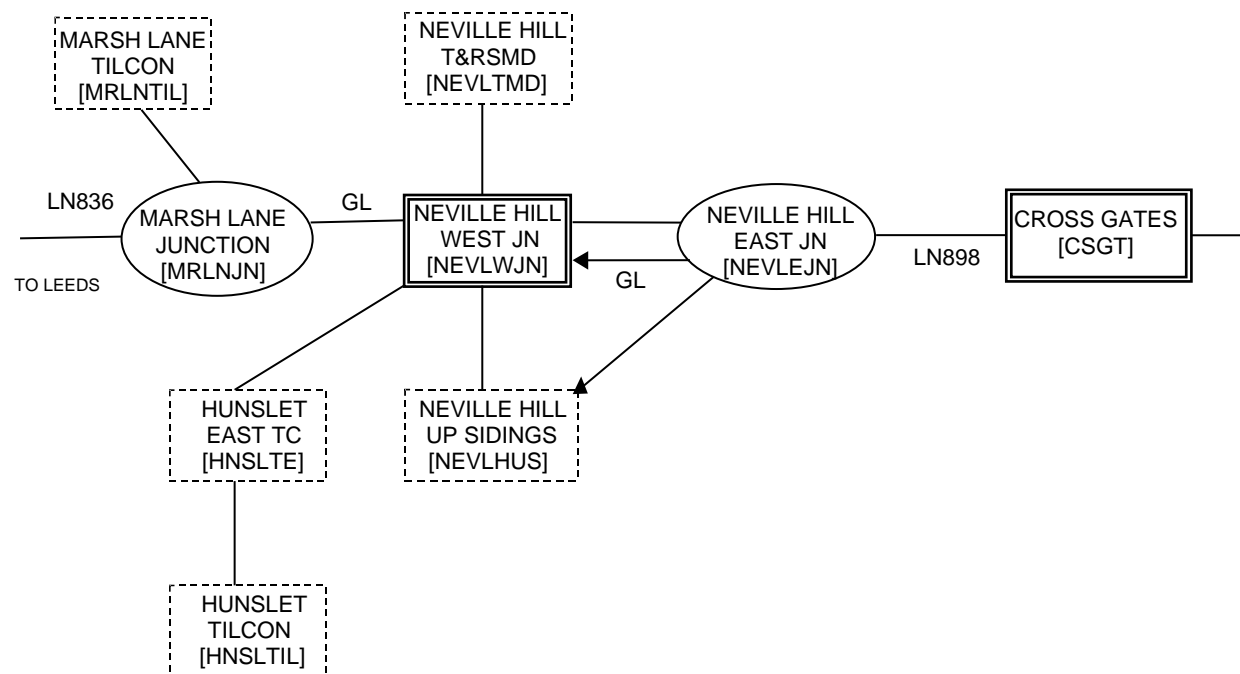 MARSH LANE
TILCON
[MRLNTIL]
NEVILLE HILL
T&RSMD
[NEVLTMD]
LN836
TO LEEDS
MARSH LANE
JUNCTION
[MRLNJN]
GL
NEVILLE HILL
WEST JN
[NEVLWJN]
GL
NEVILLE HILL
EAST JN
[NEVLEJN]
LN898
CROSS GATES
[CSGT]
HUNSLET
EAST TC
[HNSLTE]
NEVILLE HILL
UP SIDINGS
[NEVLHUS]
HUNSLET
TILCON
[HNSLTIL]